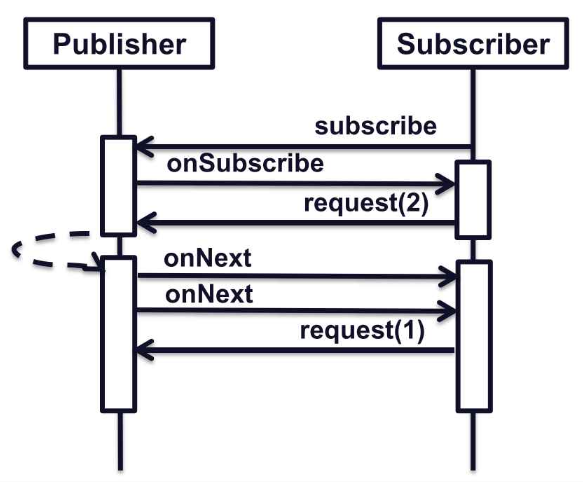 Publisher
Subscriber
subscribe
onSubscribe
request(2)
onNext
onNext
request(1)